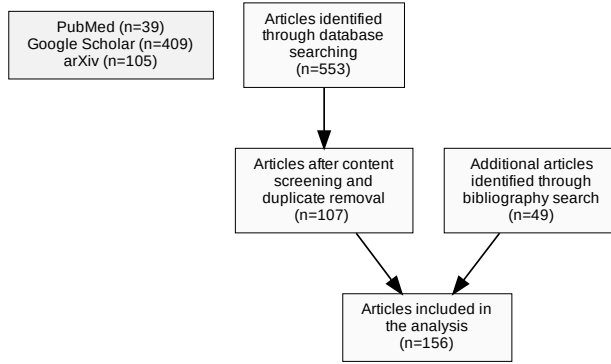 PubMed (n=39)
Google Scholar (n=409)
arXiv (n=105)
Articles identified
through database
searching
(n=553)
Articles after content
screening and
duplicate removal
(n=107)
Additional articles
identified through
bibliography search
(n=49)
Articles included in
the analysis
(n=156)